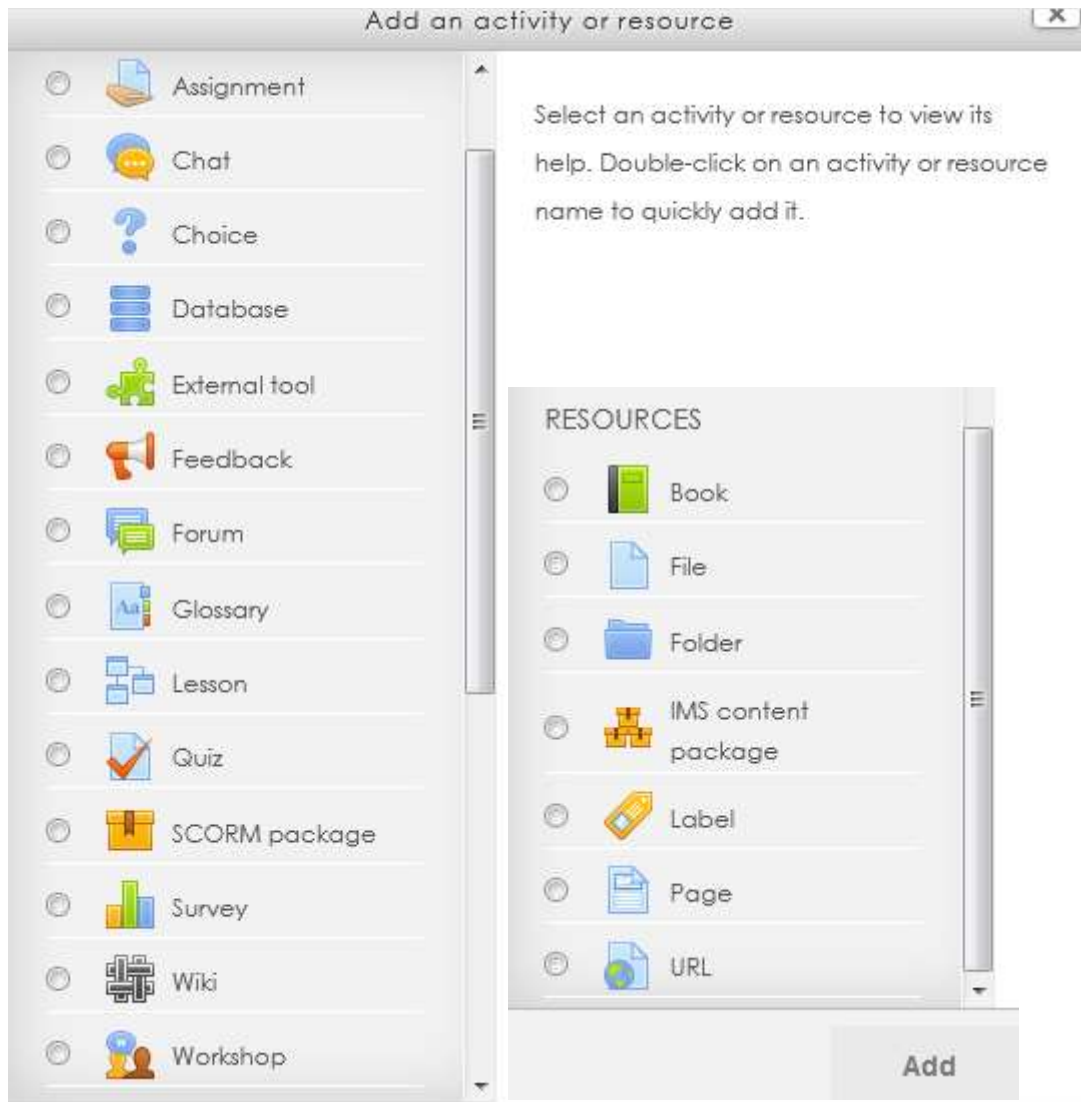 Add an activity or resource
Assignment
Chat
Choice
Database
External tool
Feedback
Forum
Glossary
Lesson
Quiz
SCORM package
Survey
Wiki
Workshop
Select an activity or resource to view its
help. Double-click on an activity or resource
name to quickly add it.
RESOURCES
Book
File
Folder
IMS content
package
Label
Page
URL
Add